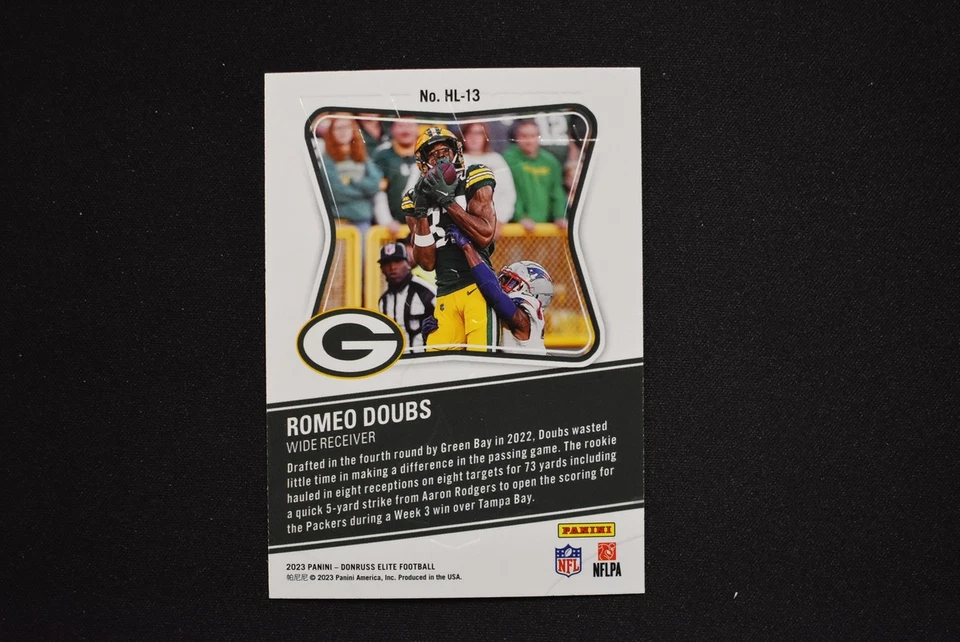 No. HL-13
G
ROMEO DOUBS
WIDE RECEIVER
Drafted in the fourth round by Green Bay in 2022, Doubs wasted
little time in making a difference in the passing game. The rookie
hauled in eight receptions on eight targets for 73 yards including
a quick 5-yard strike from Aaron Rodgers to open the scoring for
the Packers during a Week 3 win over Tampa Bay.
PANINI
NFL
NFLPA
2023 PANINI – DONRUSS ELITE FOOTBALL
帕尼尼 © 2023 Panini America, Inc. Produced in the USA.